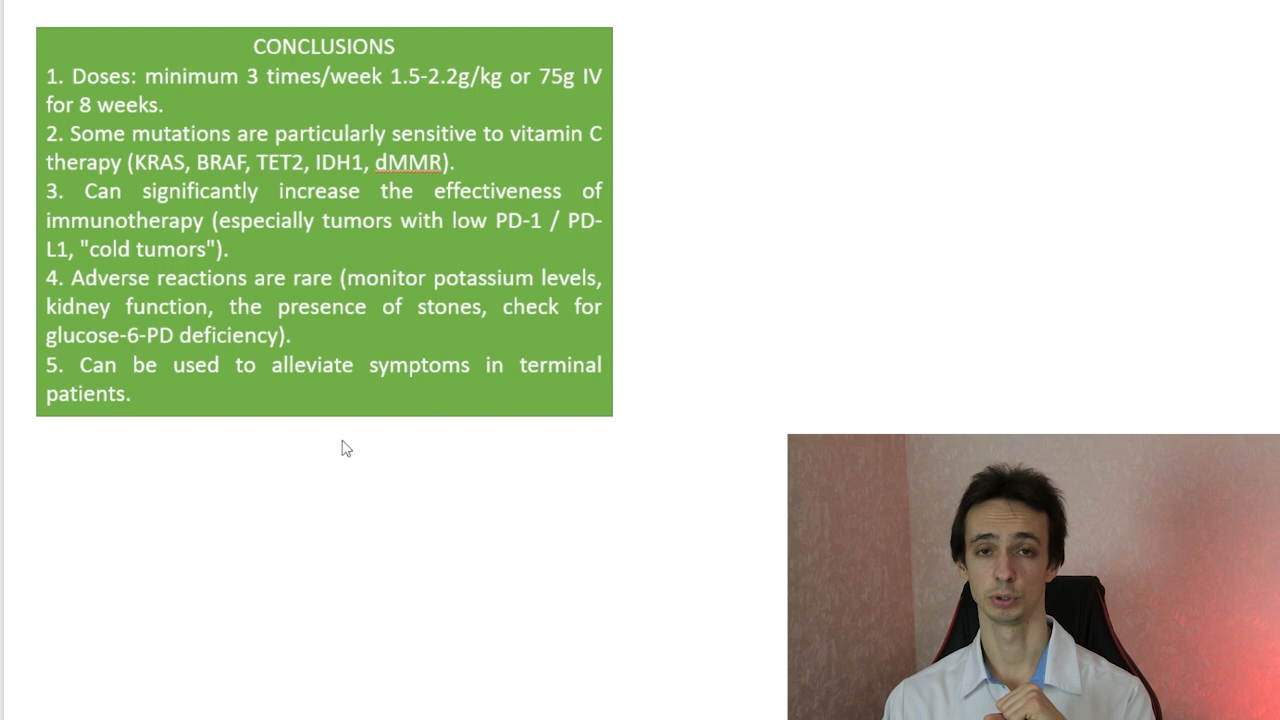 CONCLUSIONS
1. Doses: minimum 3 times/week 1.5-2.2g/kg or 75g IV
for 8 weeks.
2. Some mutations are particularly sensitive to vitamin C
therapy (KRAS, BRAF, TET2, IDH1, dMMR).
3. Can significantly increase the effectiveness of
immunotherapy (especially tumors with low PD-1 / PD-
L1, "cold tumors").
4. Adverse reactions are rare (monitor potassium levels,
kidney function, the presence of stones, check for
glucose-6-PD deficiency).
5. Can be used to alleviate symptoms in terminal
patients.